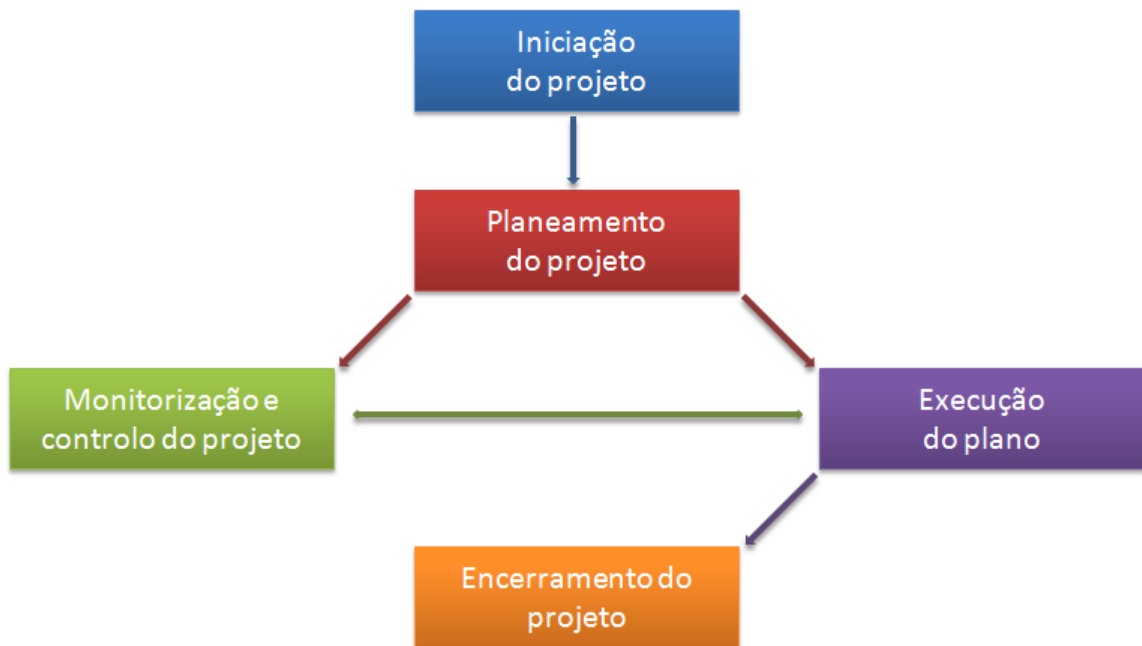 Iniciação
do projeto
Planeamento
do projeto
Monitorização e
controlo do projeto
Execução
do plano
Encerramento do
projeto